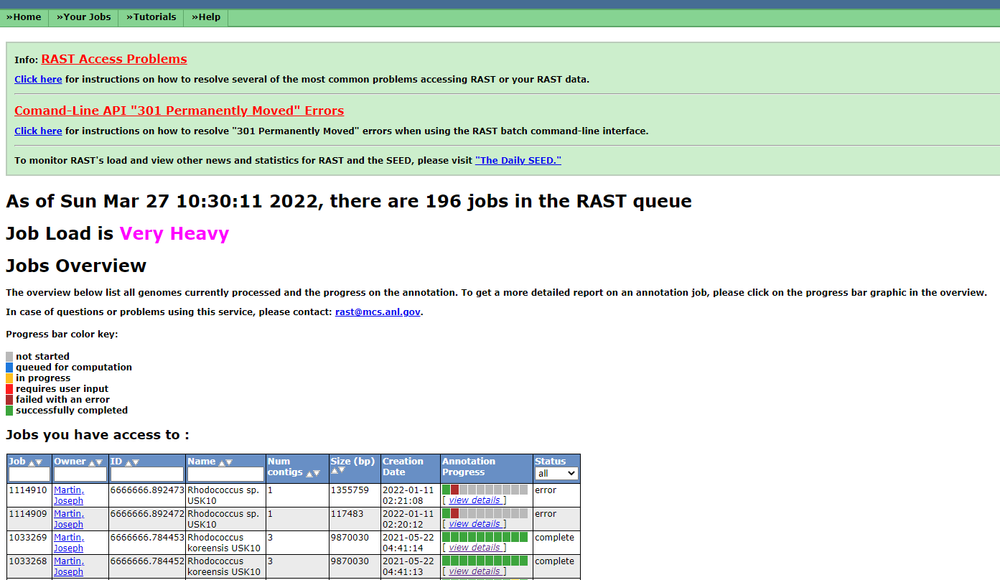 »Home »Your Jobs »Tutorials »Help
Info: RAST Access Problems
Click here for instructions on how to resolve several of the most common problems accessing RAST or your RAST data.
Comand-Line API "301 Permanently Moved" Errors
Click here for instructions on how to resolve "301 Permanently Moved" errors when using the RAST batch command-line interface.
To monitor RAST's load and view other news and statistics for RAST and the SEED, please visit "The Daily SEED."
As of Sun Mar 27 10:30:11 2022, there are 196 jobs in the RAST queue
Job Load is Very Heavy
Jobs Overview
The overview below list all genomes currently processed and the progress on the annotation. To get a more detailed report on an annotation job, please click on the progress bar graphic in the overview.
In case of questions or problems using this service, please contact: rast@mcs.anl.gov.
Progress bar color key:
not started
queued for computation
in progress
requires user input
failed with an error
successfully completed
Jobs you have access to :
Job Owner ID Name Num Size (bp) Creation Annotation Status
contigs Date Progress all
1114910 Martin, 6666666.892473 Rhodococcus sp. 1 1355759 2022-01-11 error
Joseph USK10 02:21:08 [ view details ]
1114909 Martin, 6666666.892472 Rhodococcus sp. 1 117483 2022-01-11 error
Joseph USK10 02:20:12 [ view details ]
1033269 Martin, 6666666.784453 Rhodococcus 3 9870030 2021-05-22 complete
Joseph koreensis USK10 04:41:14 [ view details ]
1033268 Martin, 6666666.784452 Rhodococcus 3 9870030 2021-05-22 complete
Joseph koreensis USK10 04:41:13 [ view details ]